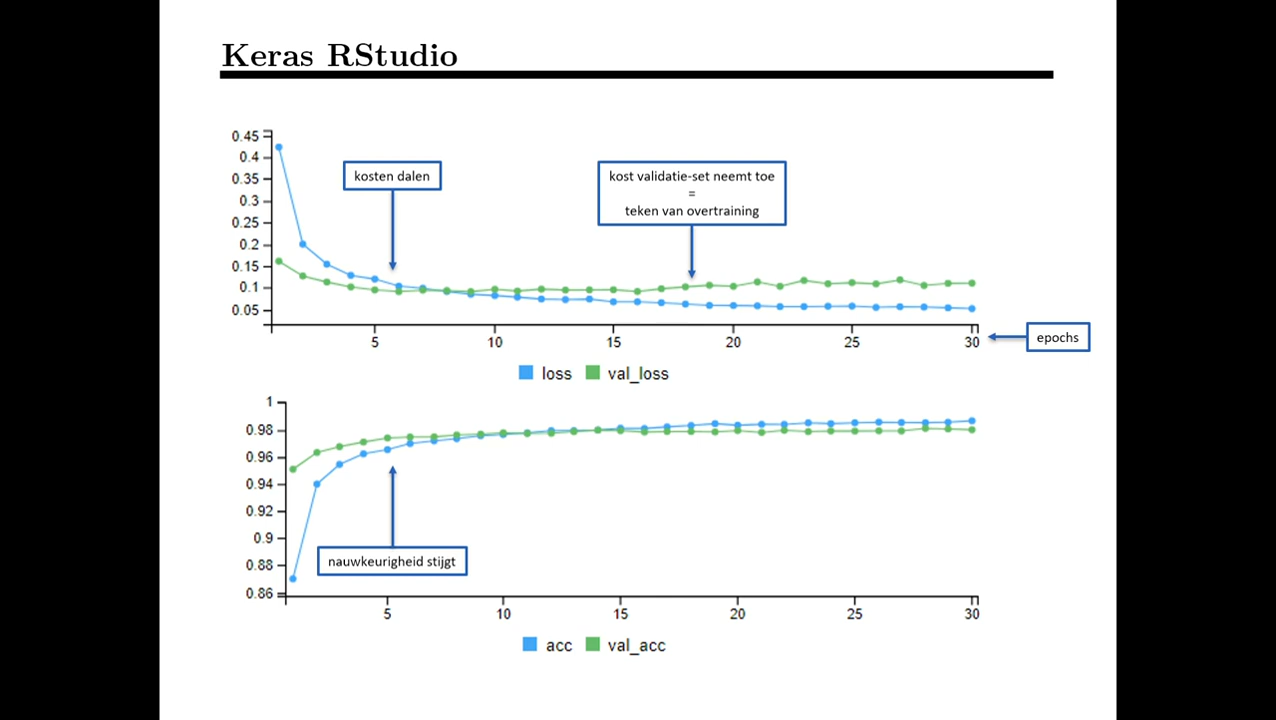 Keras RStudio
0.45
0.4
0.35
0.3
0.25
0.2
0.15
0.1
0.05
kosten dalen
kost validatie-set neemt toe
=
teken van overtraining
5 10 15 20 25 30
epochs
loss val_loss
1
0.98
0.96
0.94
0.92
0.9
0.88
0.86
nauwkeurigheid stijgt
5 10 15 20 25 30
acc val_acc